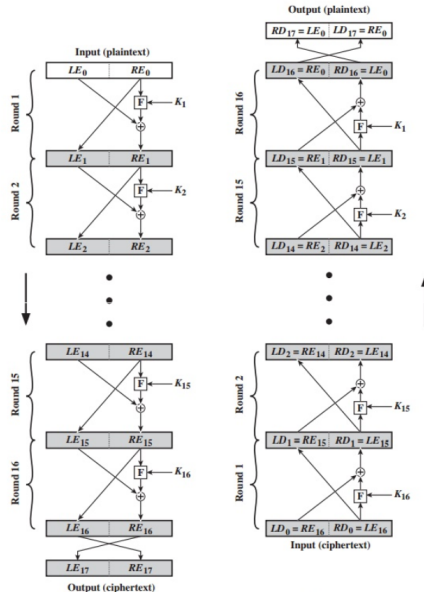 Input (plaintext)
LE0 RE0
Round 1
F K1
+
LE1 RE1
Round 2
F K2
+
LE2 RE2
LE14 RE14
Round 15
F K15
+
LE15 RE15
Round 16
F K16
+
LE16 RE16
LE17 RE17
Output (ciphertext)
Output (plaintext)
RD17 = LE0 LD17 = RE0
LD16 = RE0 RD16 = LE0
Round 16
+
F K1
LD15 = RE1 RD15 = LE1
Round 15
+
F K2
LD14 = RE2 RD14 = LE2
LD2 = RE14 RD2 = LE14
Round 2
+
F K15
LD1 = RE15 RD1 = LE15
Round 1
+
F K16
LD0 = RE16 RD0 = LE16
Input (ciphertext)